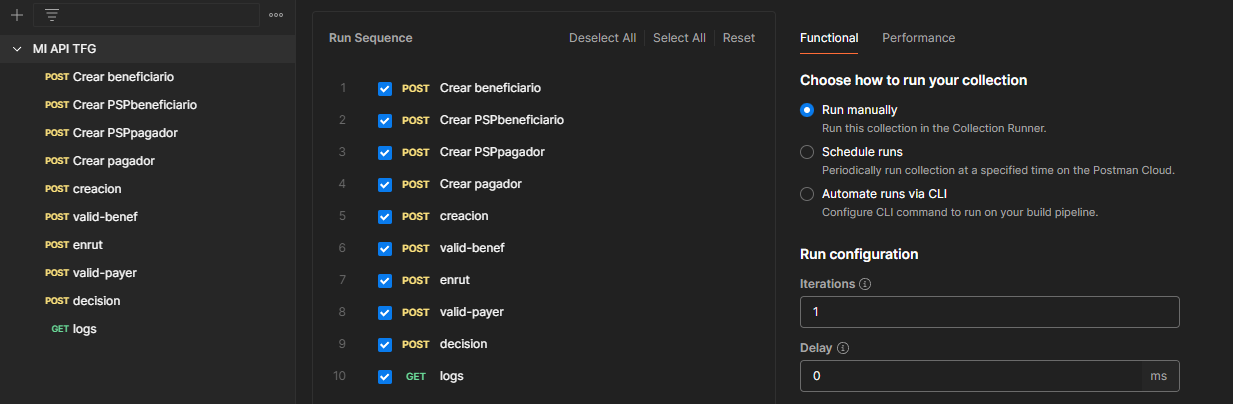 MI API TFG
POST Crear beneficiario
POST Crear PSPbeneficiario
POST Crear PSPpagador
POST Crear pagador
POST creacion
POST valid-benef
POST enrut
POST valid-payer
POST decision
GET logs
Run Sequence Deselect All Select All Reset
1 POST Crear beneficiario
2 POST Crear PSPbeneficiario
3 POST Crear PSPpagador
4 POST Crear pagador
5 POST creacion
6 POST valid-benef
7 POST enrut
8 POST valid-payer
9 POST decision
10 GET logs
Functional Performance
Choose how to run your collection
Run manually
Run this collection in the Collection Runner.
Schedule runs
Periodically run collection at a specified time on the Postman Cloud.
Automate runs via CLI
Configure CLI command to run on your build pipeline.
Run configuration
Iterations
1
Delay
0 ms